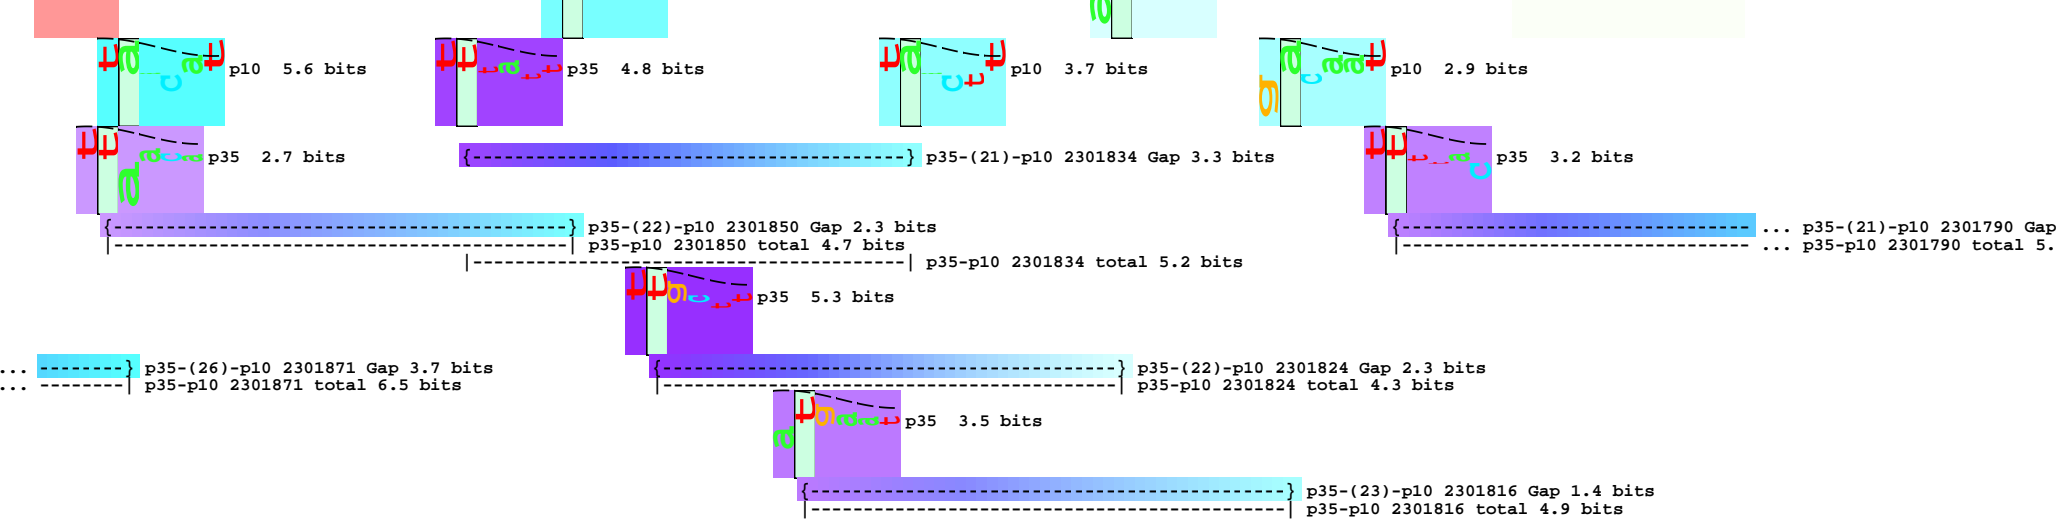 p10 5.6 bits
p35 4.8 bits
p10 3.7 bits
p10 2.9 bits
p35 2.7 bits
{------------------------------------------} p35-(21)-p10 2301834 Gap 3.3 bits
p35 3.2 bits
{--------------------------------------------} p35-(22)-p10 2301850 Gap 2.3 bits
{---------------------------------- ... p35-(21)-p10 2301790 Gap
|--------------------------------------------| p35-p10 2301850 total 4.7 bits
|---------------------------------- ... p35-p10 2301790 total 5.
|------------------------------------------| p35-p10 2301834 total 5.2 bits
p35 5.3 bits
... --------} p35-(26)-p10 2301871 Gap 3.7 bits
{--------------------------------------------} p35-(22)-p10 2301824 Gap 2.3 bits
... --------| p35-p10 2301871 total 6.5 bits
|--------------------------------------------| p35-p10 2301824 total 4.3 bits
p35 3.5 bits
{----------------------------------------------} p35-(23)-p10 2301816 Gap 1.4 bits
|----------------------------------------------| p35-p10 2301816 total 4.9 bits